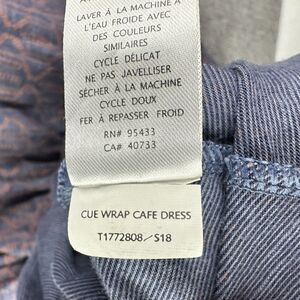 LAVER À LA MACHINE À
L'EAU FROIDE AVEC
DES COULEURS
SIMILAIRES
CYCLE DÉLICAT
NE PAS JAVELLISER
SÉCHER À LA MACHINE
CYCLE DOUX
FER À REPASSER FROID
RN# 95433
CA# 40733
CUE WRAP CAFE DRESS
T1772808/S18